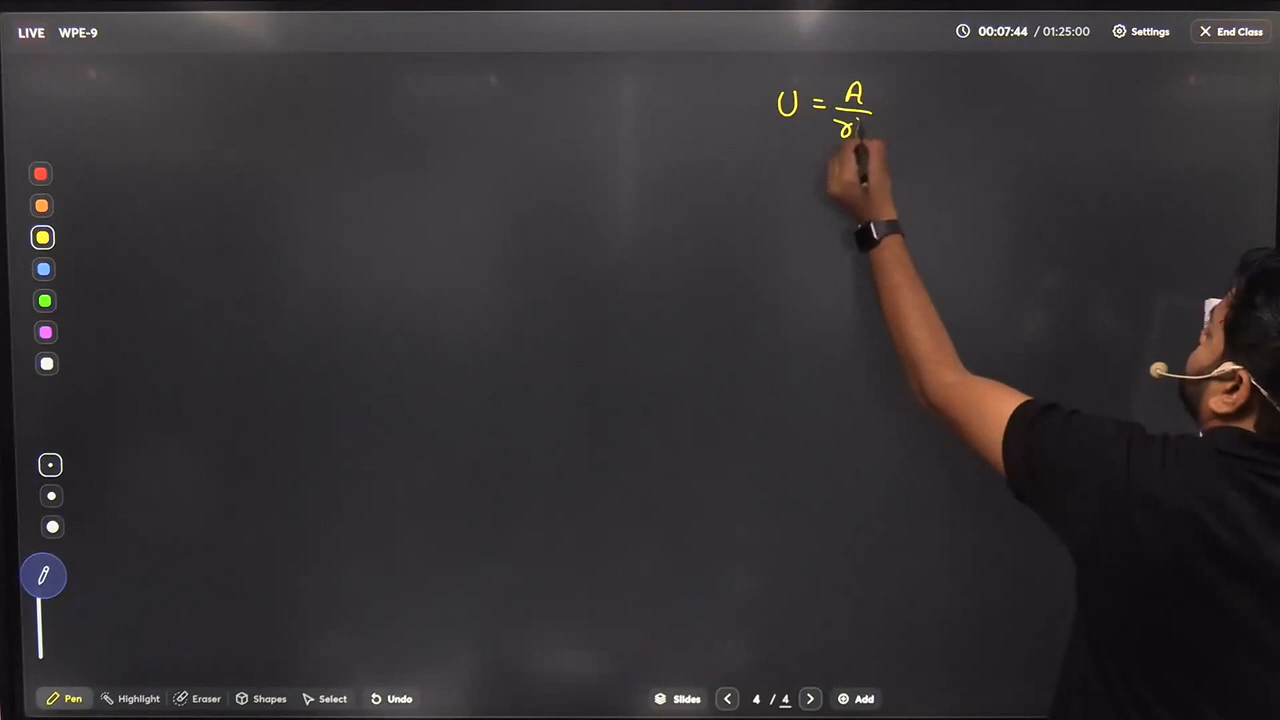 LIVE WPE-9 00:07:44 / 01:25:00 Settings End Class
U = A / r
Pen Highlight Eraser Shapes Select Undo Slides 4 / 4 Add